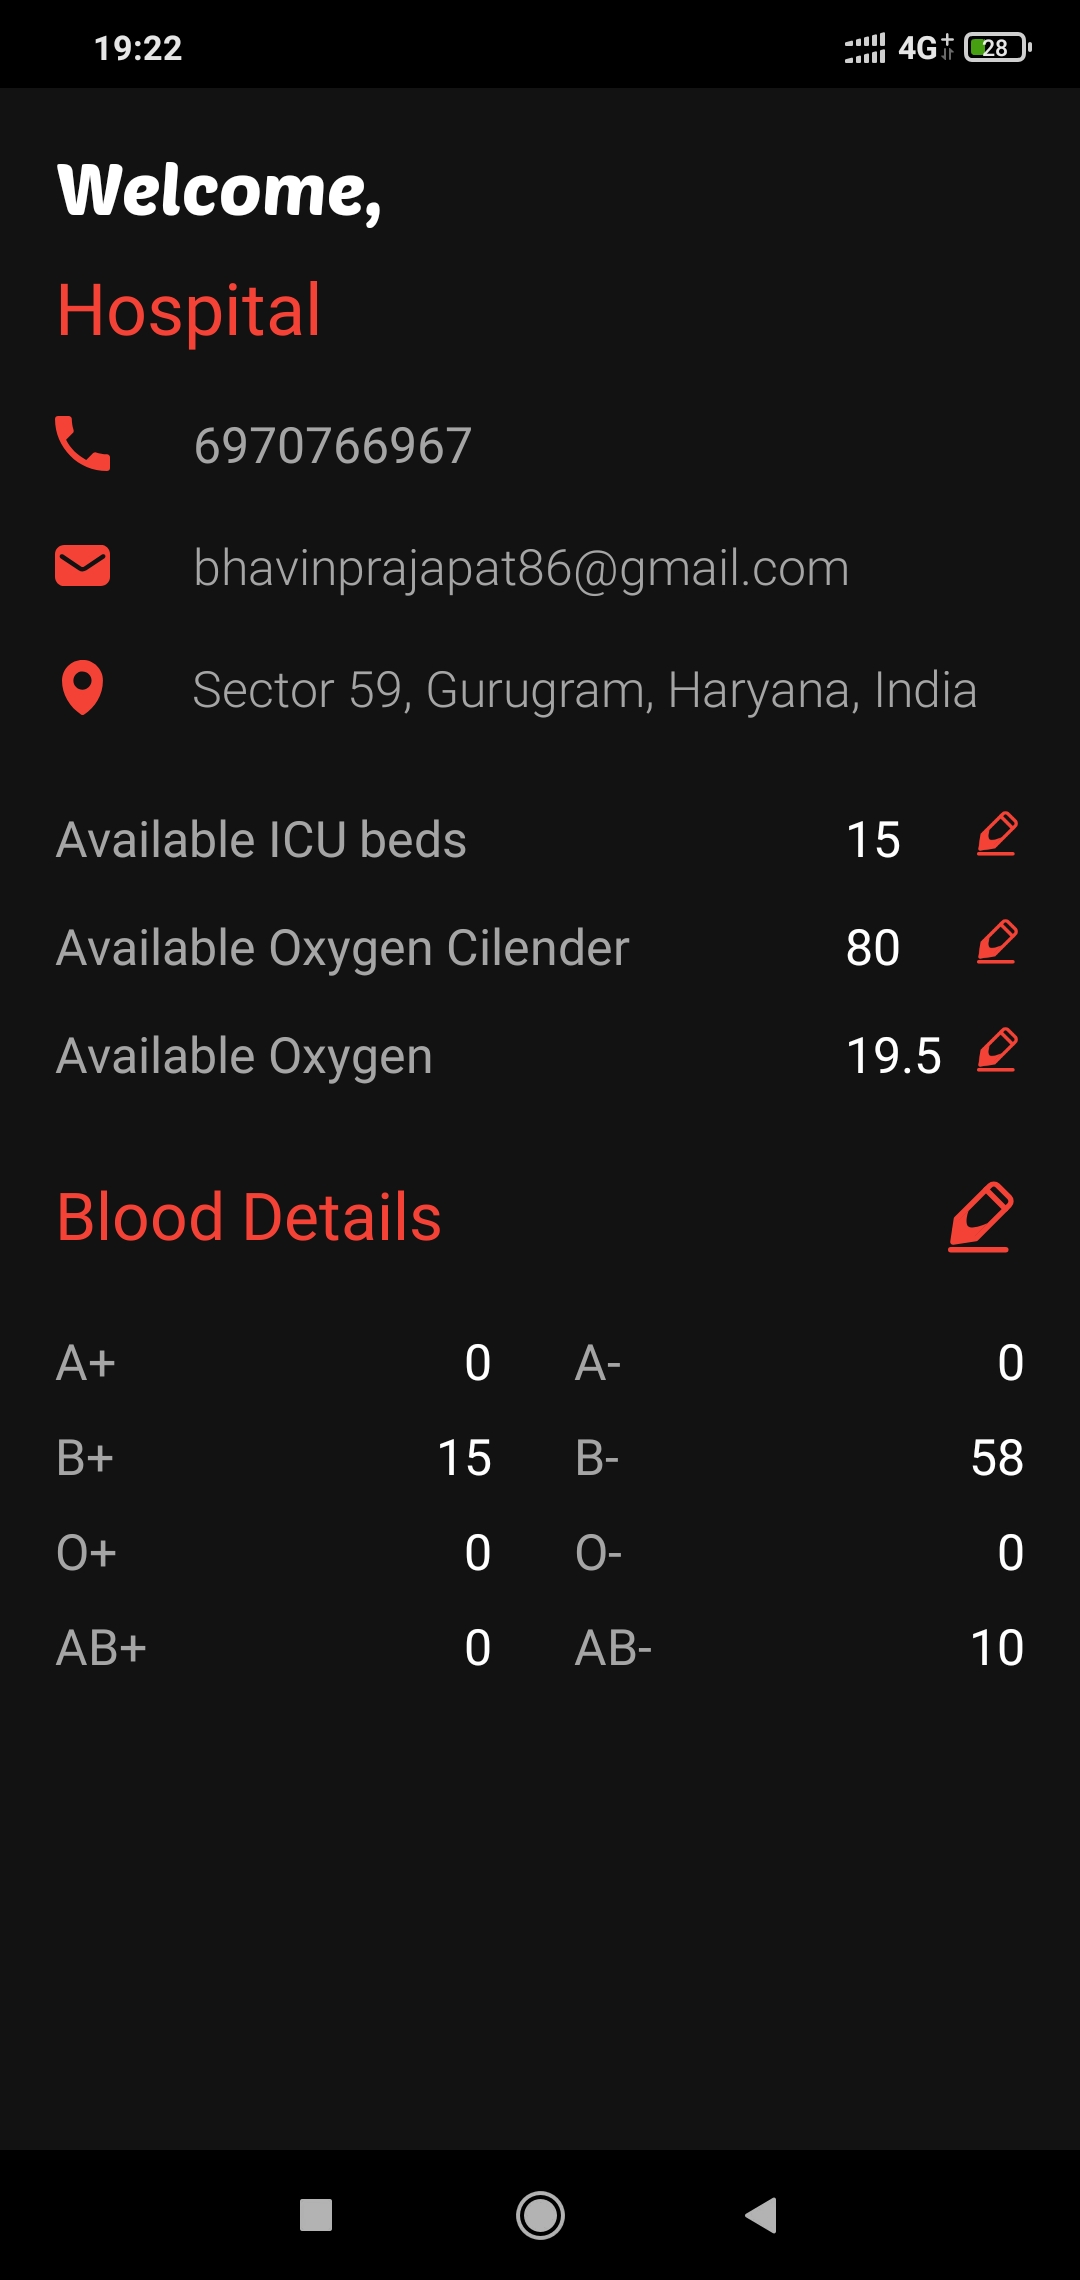 19:22 4G+ 28
Welcome,
Hospital
6970766967
bhavinprajapat86@gmail.com
Sector 59, Gurugram, Haryana, India
Available ICU beds 15
Available Oxygen Cilender 80
Available Oxygen 19.5
Blood Details
A+ 0 A- 0
B+ 15 B- 58
O+ 0 O- 0
AB+ 0 AB- 10